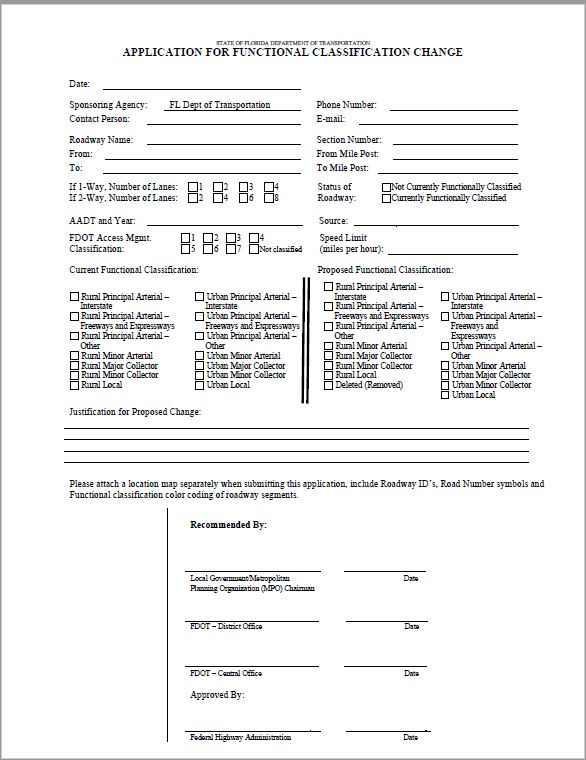 STATE OF FLORIDA DEPARTMENT OF TRANSPORTATION
APPLICATION FOR FUNCTIONAL CLASSIFICATION CHANGE
Date:
Sponsoring Agency: FL Dept of Transportation Phone Number:
Contact Person: E-mail:
Roadway Name: Section Number:
From: From Mile Post:
To: To Mile Post:
If 1-Way, Number of Lanes: 1 2 3 4 Status of Not Currently Functionally Classified
If 2-Way, Number of Lanes: 2 4 6 8 Roadway: Currently Functionally Classified
AADT and Year: Source:
FDOT Access Mgmt. 1 2 3 4 Speed Limit
Classification: 5 6 7 Not classified (miles per hour):
Current Functional Classification:
Rural Principal Arterial –
Interstate
Rural Principal Arterial –
Freeways and Expressways
Rural Principal Arterial –
Other
Rural Minor Arterial
Rural Major Collector
Rural Minor Collector
Rural Local
Urban Principal Arterial –
Interstate
Urban Principal Arterial –
Freeways and Expressways
Urban Principal Arterial –
Other
Urban Minor Arterial
Urban Major Collector
Urban Minor Collector
Urban Local
Proposed Functional Classification:
Rural Principal Arterial –
Interstate
Rural Principal Arterial –
Freeways and Expressways
Rural Principal Arterial –
Other
Rural Minor Arterial
Rural Major Collector
Rural Minor Collector
Rural Local
Deleted (Removed)
Urban Principal Arterial –
Interstate
Urban Principal Arterial –
Freeways and
Expressways
Urban Principal Arterial –
Other
Urban Minor Arterial
Urban Major Collector
Urban Minor Collector
Urban Local
Justification for Proposed Change:
Please attach a location map separately when submitting this application, include Roadway ID's, Road Number symbols and
Functional classification color coding of roadway segments.
Recommended By:
Local Government/Metropolitan Date
Planning Organization (MPO) Chairman
FDOT – District Office Date
FDOT – Central Office Date
Approved By:
Federal Highway Administration Date